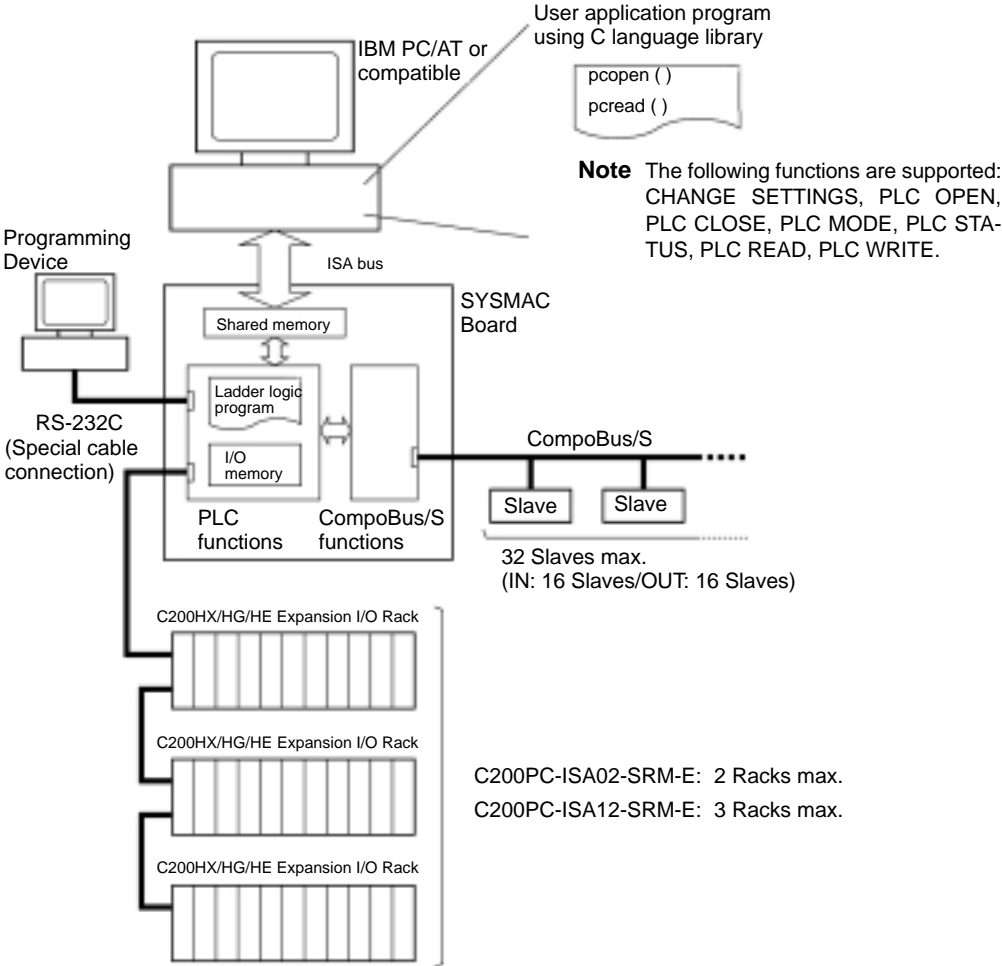 User application program
using C language library
IBM PC/AT or
compatible
pcopen ( )
pcread ( )
Note The following functions are supported:
CHANGE SETTINGS, PLC OPEN,
PLC CLOSE, PLC MODE, PLC STA-
TUS, PLC READ, PLC WRITE.
Programming
Device
ISA bus
SYSMAC
Board
Shared memory
Ladder logic
program
RS-232C
(Special cable
connection)
I/O
memory
CompoBus/S
Slave
Slave
PLC
functions
CompoBus/S
functions
32 Slaves max.
(IN: 16 Slaves/OUT: 16 Slaves)
C200HX/HG/HE Expansion I/O Rack
C200HX/HG/HE Expansion I/O Rack
C200PC-ISA02-SRM-E: 2 Racks max.
C200PC-ISA12-SRM-E: 3 Racks max.
C200HX/HG/HE Expansion I/O Rack